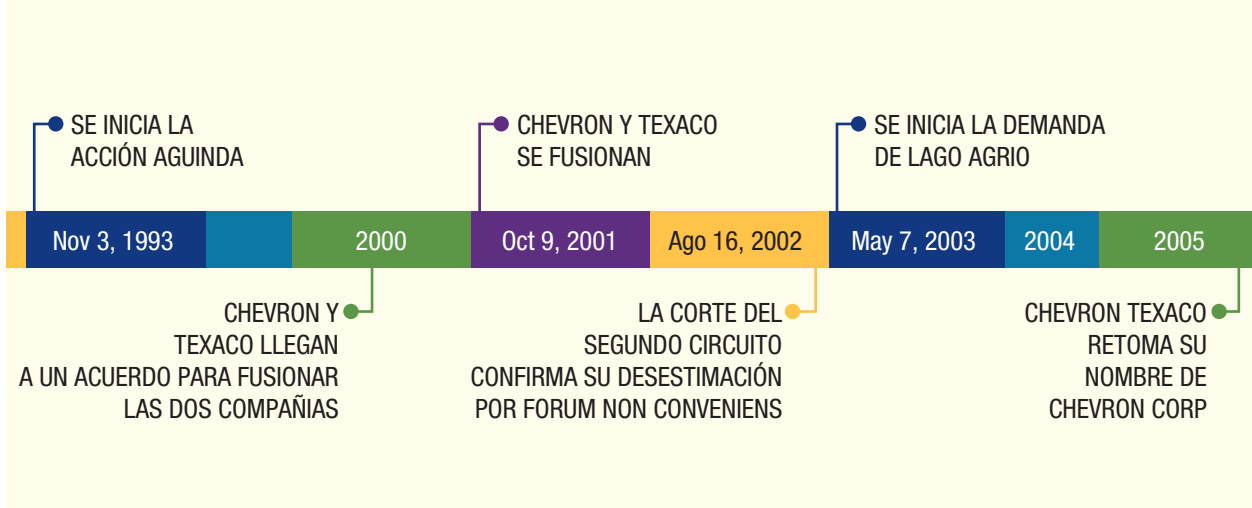 SE INICIA LA
ACCIÓN AGUINDA
CHEVRON Y TEXACO
SE FUSIONAN
SE INICIA LA DEMANDA
DE LAGO AGRIO
Nov 3, 1993
2000
Oct 9, 2001
Ago 16, 2002
May 7, 2003
2004
2005
CHEVRON Y
TEXACO LLEGAN
A UN ACUERDO PARA FUSIONAR
LAS DOS COMPAÑIAS
LA CORTE DEL
SEGUNDO CIRCUITO
CONFIRMA SU DESESTIMACIÓN
POR FORUM NON CONVENIENS
CHEVRON TEXACO
RETOMA SU
NOMBRE DE
CHEVRON CORP